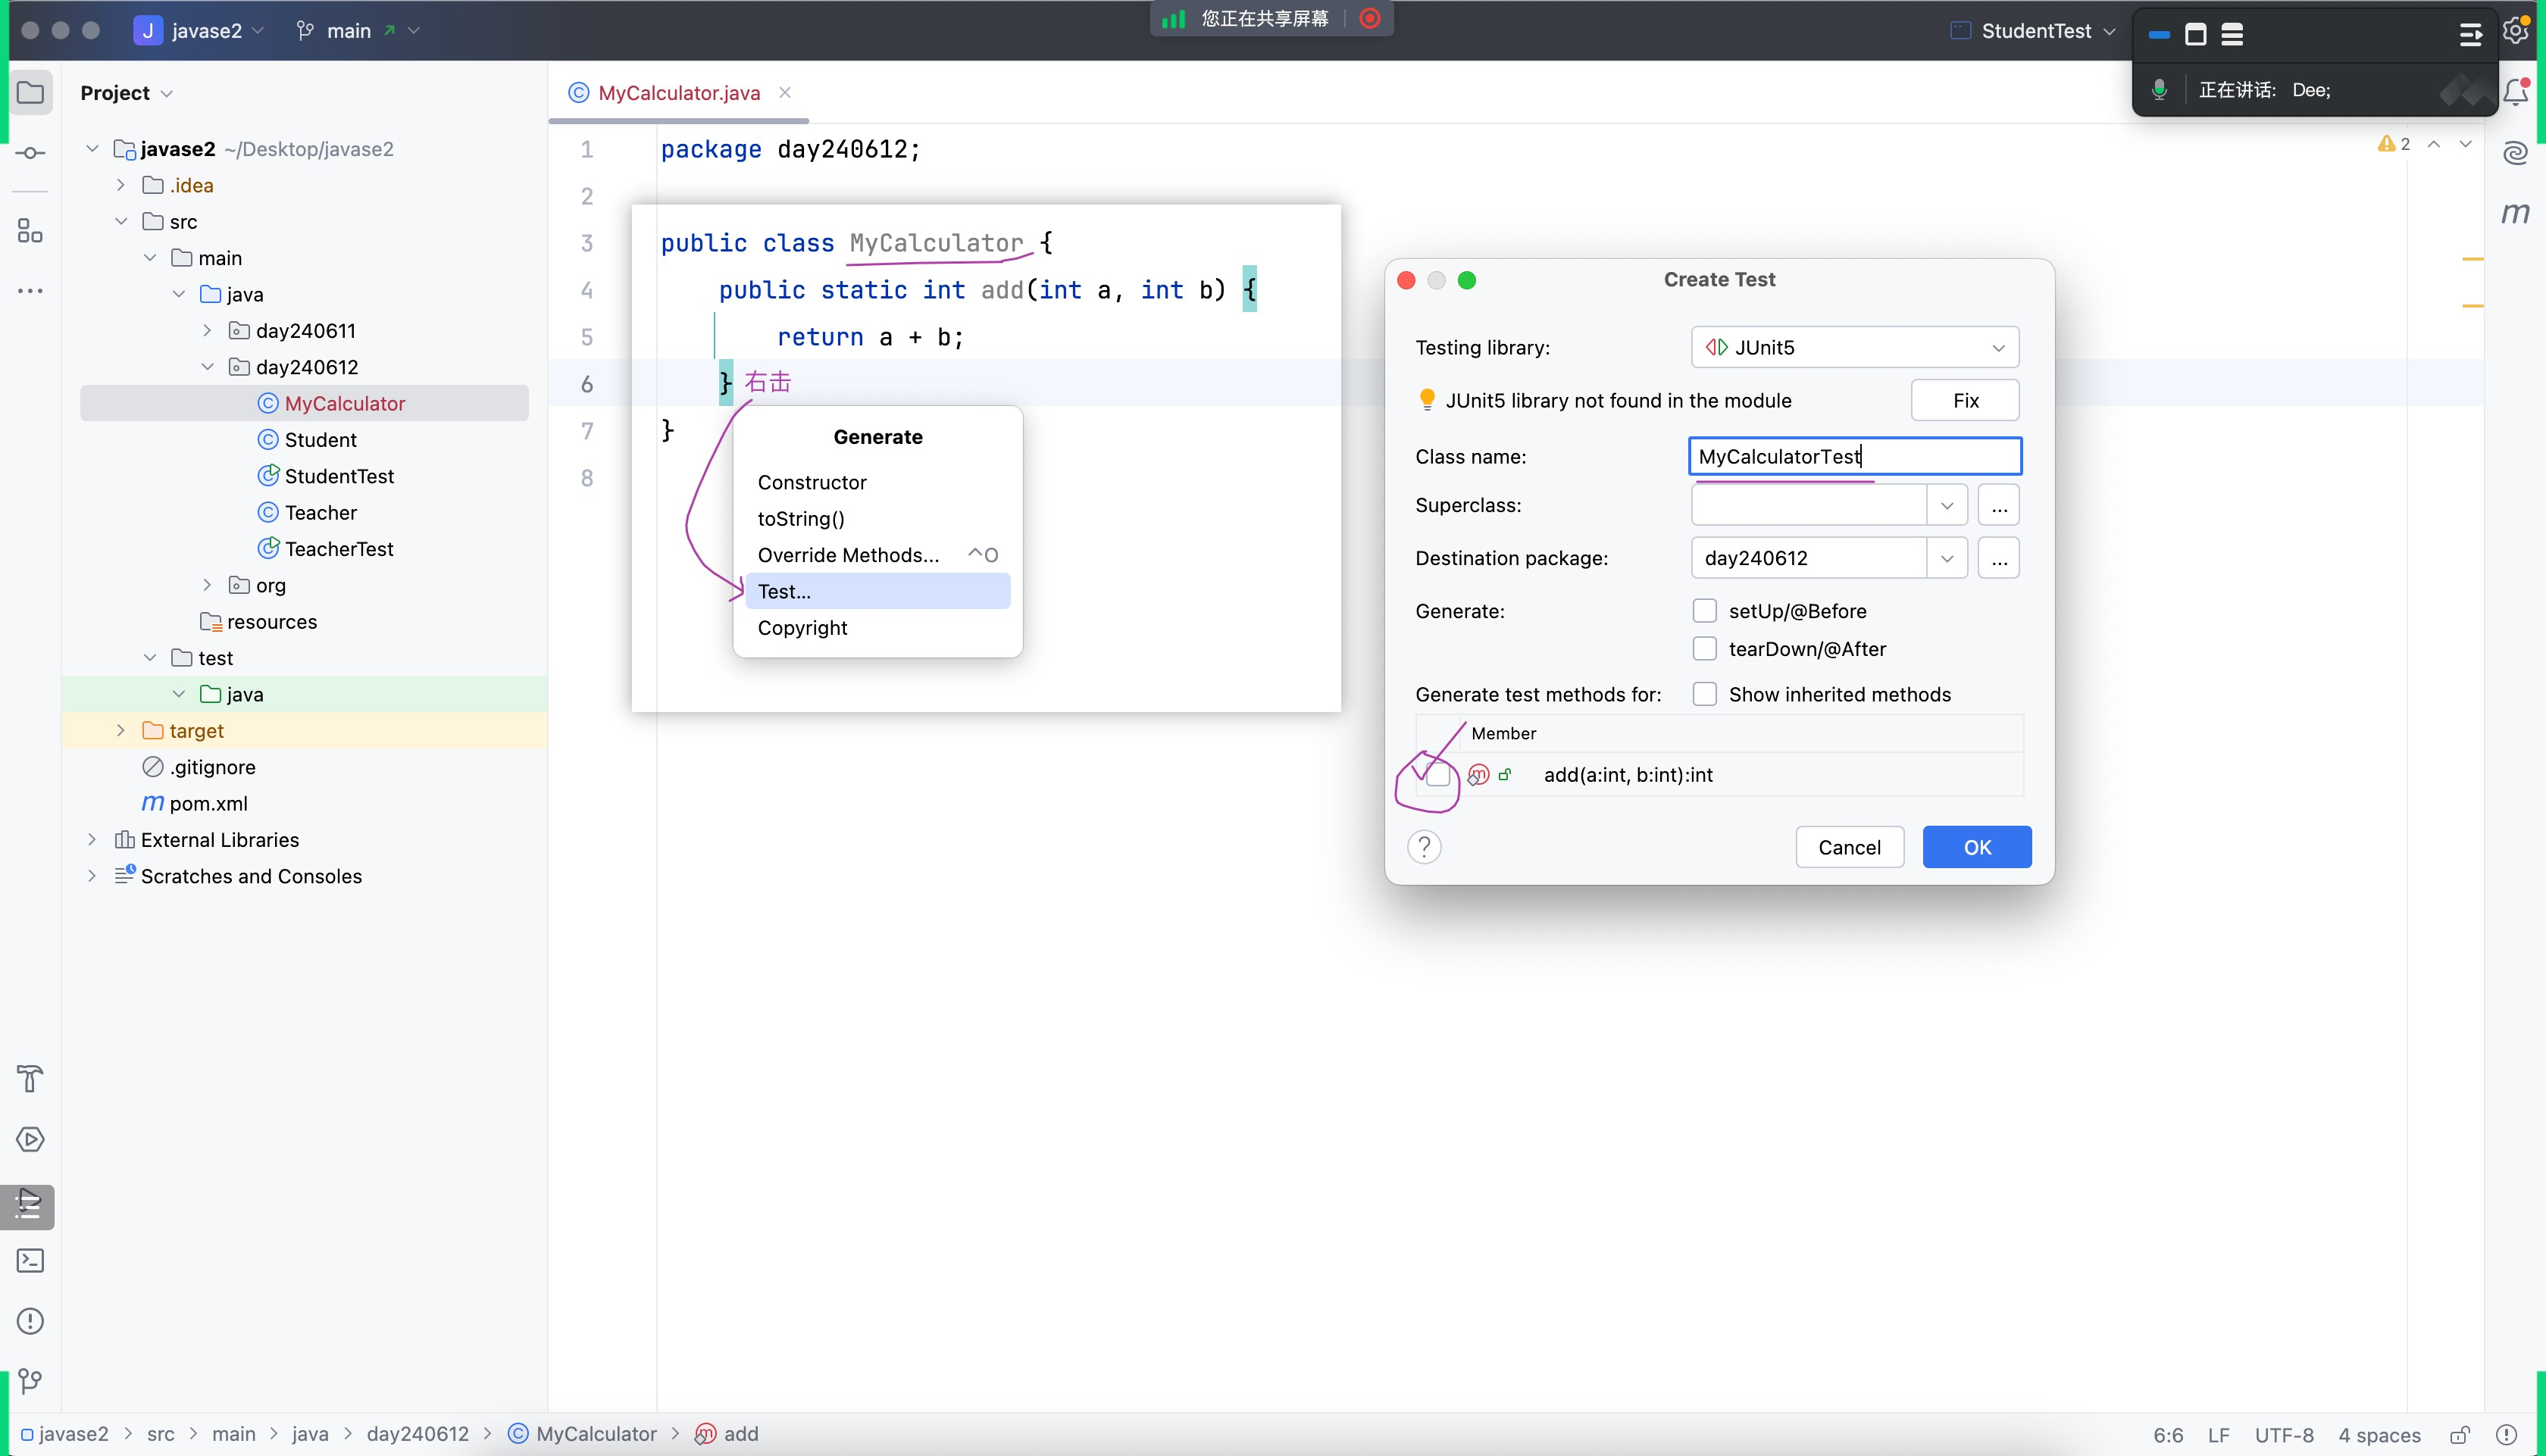 J javase2 main
您正在共享屏幕
StudentTest
正在讲话: Dee;
Project
javase2 ~/Desktop/javase2
.idea
src
main
java
day240611
day240612
MyCalculator
Student
StudentTest
Teacher
TeacherTest
org
resources
test
java
target
.gitignore
m pom.xml
External Libraries
Scratches and Consoles
MyCalculator.java
2
m
1 package day240612;
2
3 public class MyCalculator {
4 public static int add(int a, int b) {
5 return a + b;
6 } 右击
7 }
8
Generate
Constructor
toString()
Override Methods... ^O
Test...
Copyright
Create Test
Testing library: JUnit5
JUnit5 library not found in the module Fix
Class name: MyCalculatorTest
Superclass: ...
Destination package: day240612 ...
Generate: setUp/@Before
tearDown/@After
Generate test methods for: Show inherited methods
Member
m add(a:int, b:int):int
? Cancel OK
javase2 > src > main > java > day240612 > MyCalculator > add
6:6 LF UTF-8 4 spaces